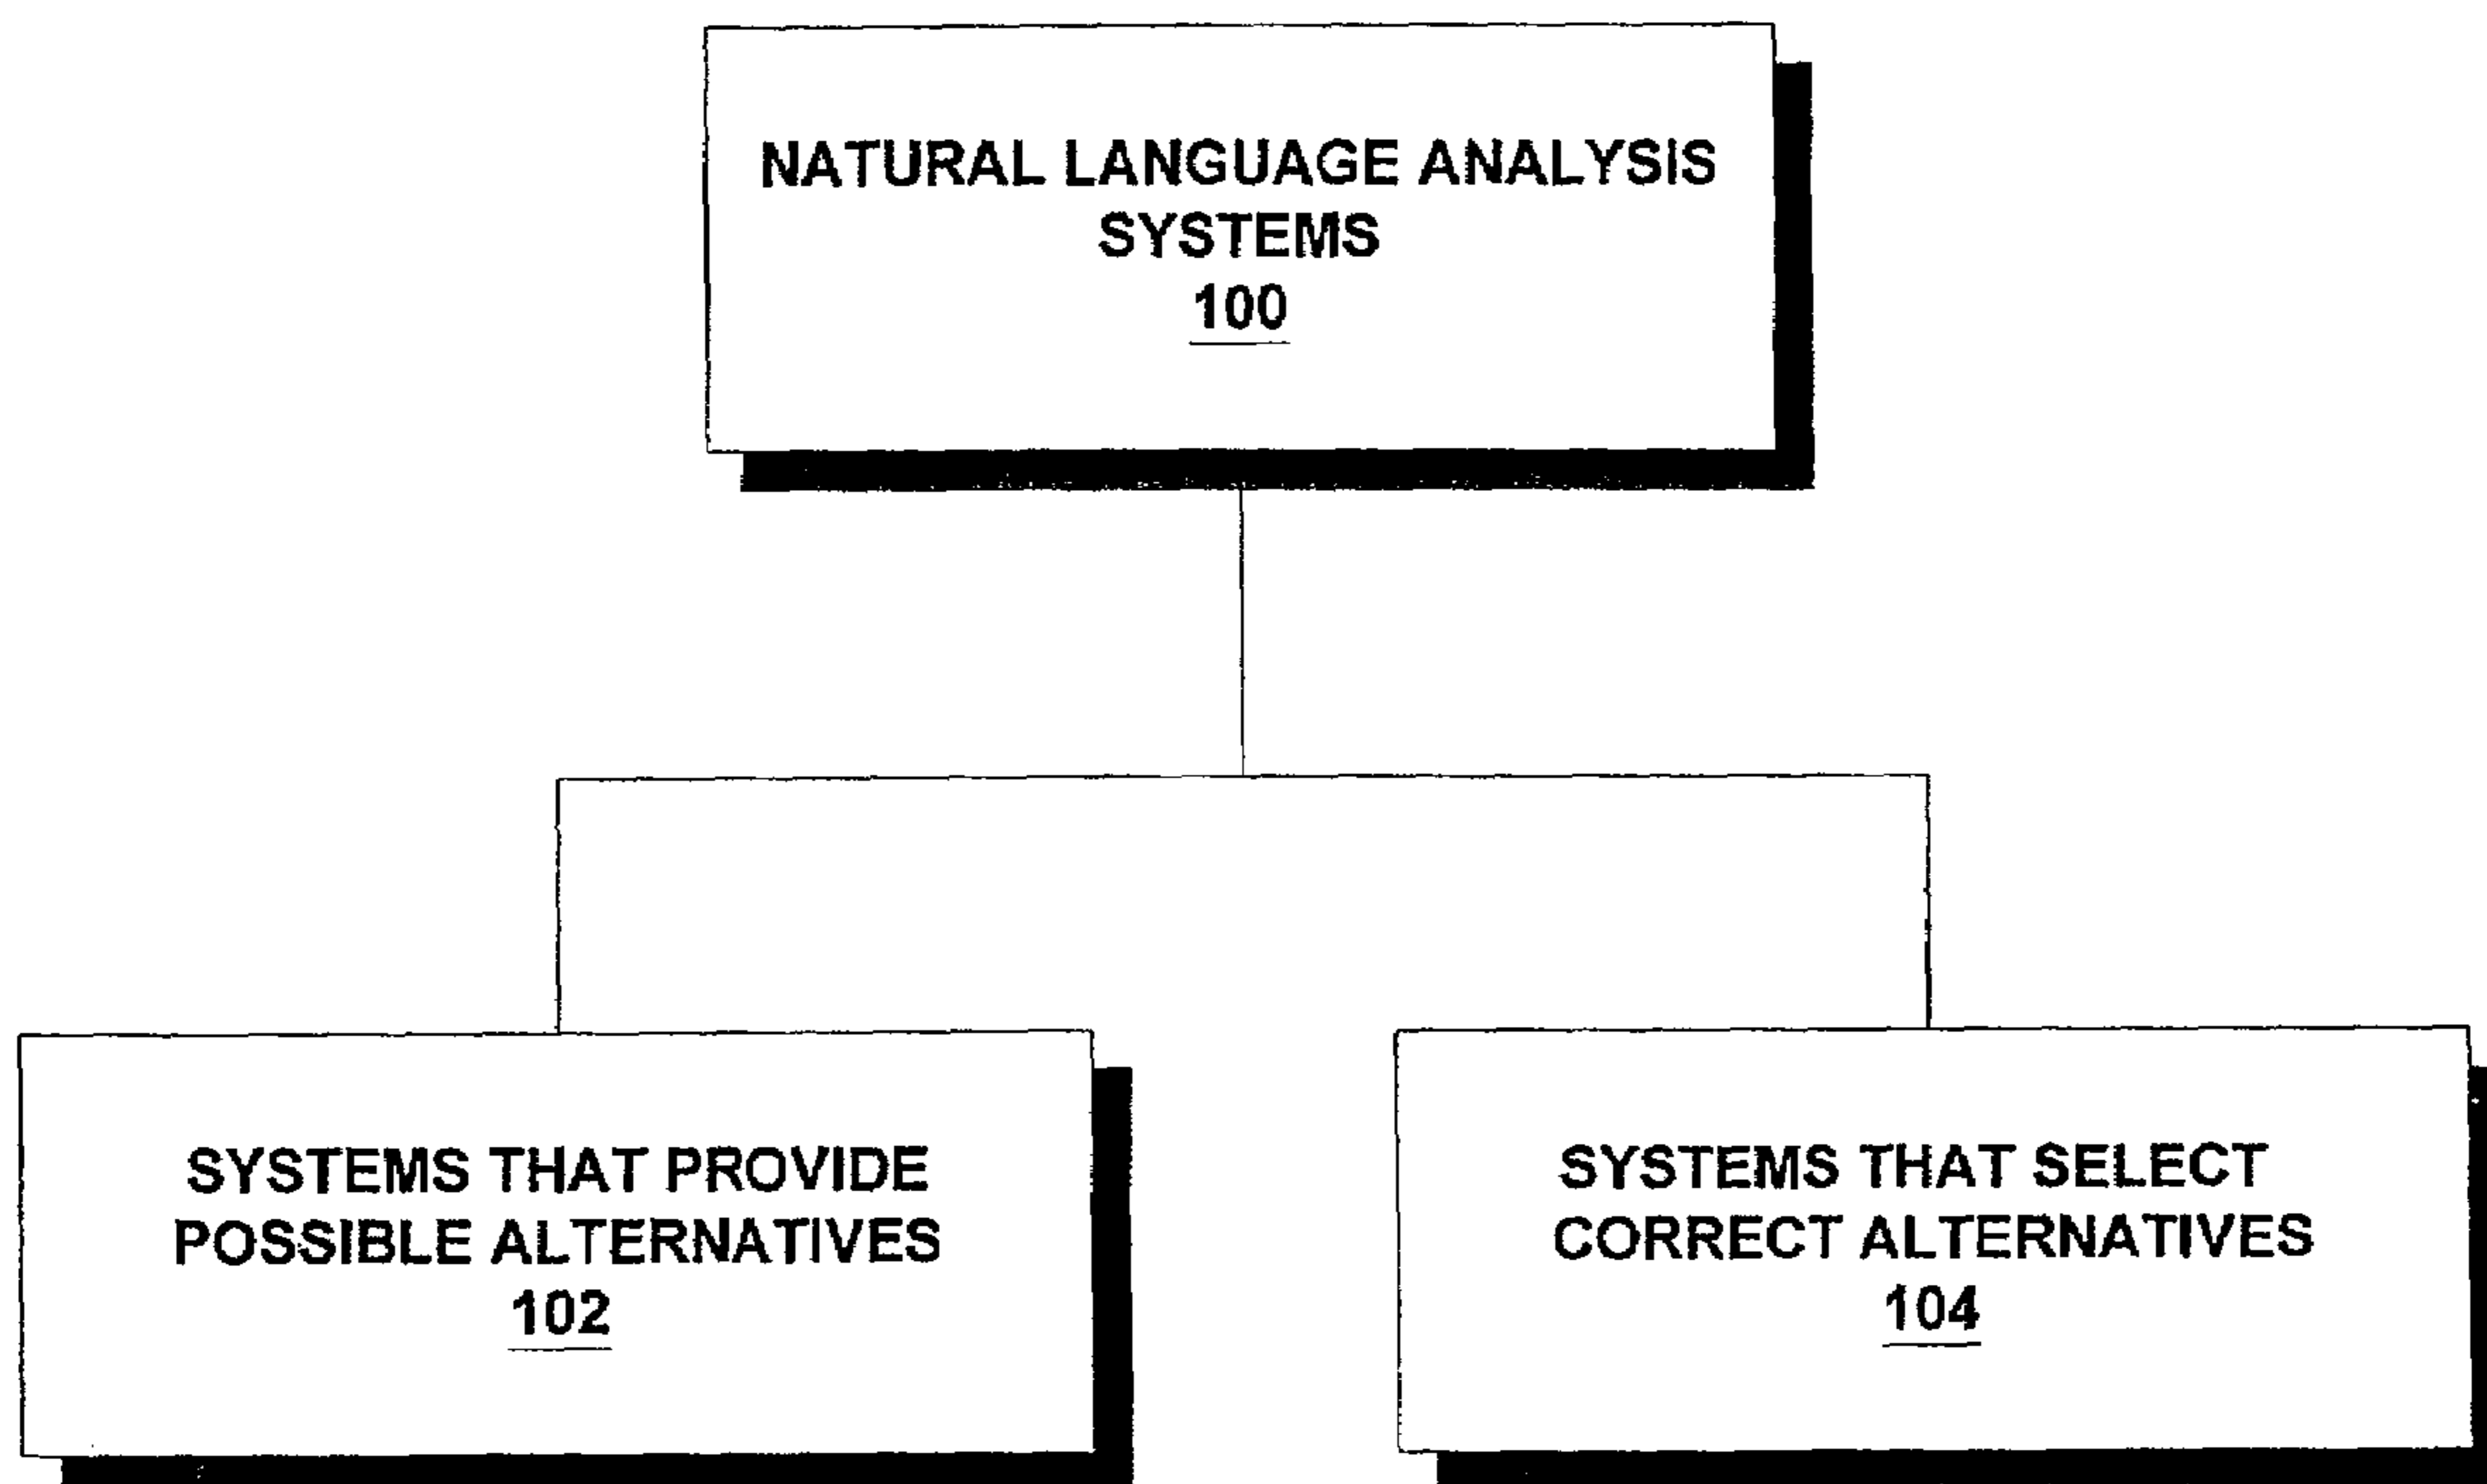 NATURAL LANGUAGE ANALYSIS
SYSTEMS
100
SYSTEMS THAT PROVIDE
POSSIBLE ALTERNATIVES
102
SYSTEMS THAT SELECT
CORRECT ALTERNATIVES
104